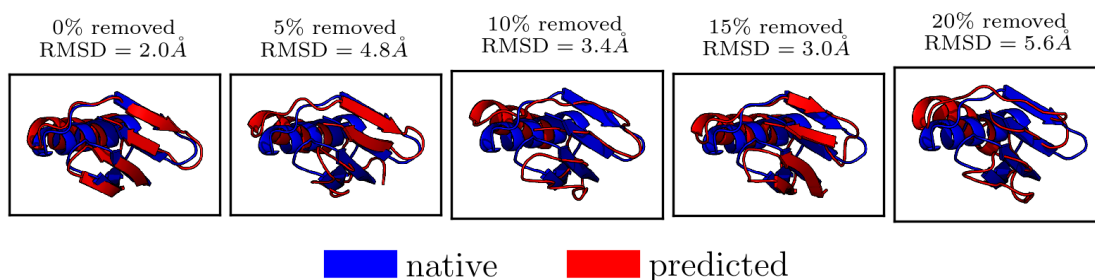 0% removed
RMSD = 2.0Å
5% removed
RMSD = 4.8Å
10% removed
RMSD = 3.4Å
15% removed
RMSD = 3.0Å
20% removed
RMSD = 5.6Å
native
predicted